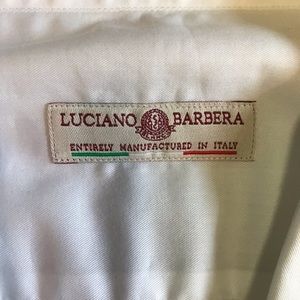 LUCIANO BARBERA
ENTIRELY MANUFACTURED IN ITALY